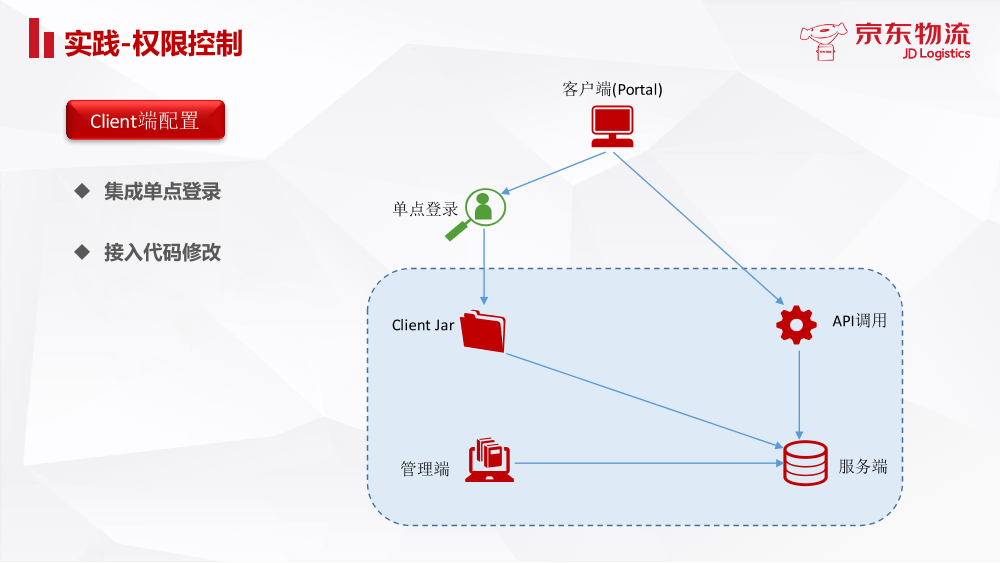 实践-权限控制
京东物流
JD Logistics
Client端配置
集成单点登录
接入代码修改
客户端(Portal)
单点登录
Client Jar
API调用
管理端
服务端